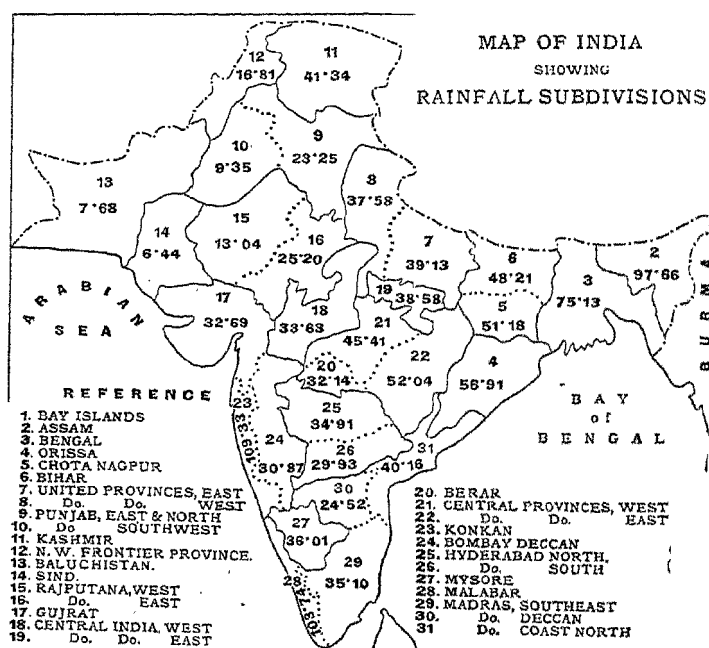 MAP OF INDIA
SHOWING
RAINFALL SUBDIVISIONS
12
16°81
11
41°34
10
9°35
9
23°25
13
7°68
8
37°58
14
6°44
15
13°04
16
25°20
7
39°13
6
48°21
2
97°66
3
75°13
5
51°18
19
38°58
17
32°69
18
33°63
21
45°41
22
52°04
4
56°91
20
32°14
25
34°91
23
109°33
24
30°87
26
29°93
31
40°16
30
24°52
27
36°01
28
29
35°10
ARABIAN
SEA
BURMA
BAY
of
BENGAL
REFERENCE
1. BAY ISLANDS
2. ASSAM
3. BENGAL
4. ORISSA
5. CHOTA NAGPUR
6. BIHAR
7. UNITED PROVINCES, EAST
8. Do. Do. WEST
9. PUNJAB, EAST & NORTH
10. Do SOUTHWEST
11. KASHMIR
12. N.W. FRONTIER PROVINCE.
13. BALUCHISTAN.
14. SIND.
15. RAJPUTANA, WEST
16. Do. EAST
17. GUJRAT
18. CENTRAL INDIA, WEST
19. Do. Do. EAST
20. BERAR
21. CENTRAL PROVINCES, WEST
22. Do. Do. EAST
23. KONKAN
24. BOMBAY DECCAN
25. HYDERABAD NORTH.
26. Do. SOUTH
27. MYSORE
28. MALABAR
29. MADRAS, SOUTHEAST
30. Do. DECCAN
31 Do. COAST NORTH